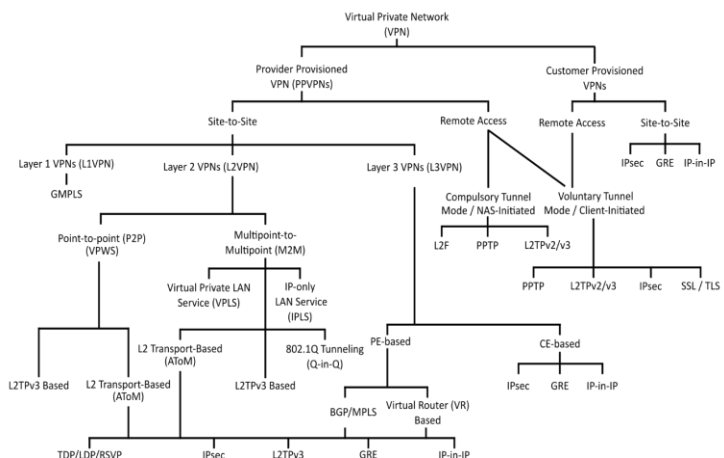 Virtual Private Network
(VPN)
Provider Provisioned
VPN (PPVPNs)
Customer Provisioned
VPNs
Site-to-Site
Remote Access
Remote Access
Site-to-Site
IPsec
GRE
IP-in-IP
Layer 1 VPNs (L1VPN)
Layer 2 VPNs (L2VPN)
Layer 3 VPNs (L3VPN)
GMPLS
Compulsory Tunnel
Mode / NAS-Initiated
Voluntary Tunnel
Mode / Client-Initiated
L2F
PPTP
L2TPv2/v3
Point-to-point (P2P)
(VPWS)
Multipoint-to-
Multipoint (M2M)
PPTP
L2TPv2/v3
IPsec
SSL / TLS
Virtual Private LAN
Service (VPLS)
IP-only
LAN Service
(IPLS)
L2 Transport-Based
(AToM)
802.1Q Tunneling
(Q-in-Q)
PE-based
CE-based
L2TPv3 Based
L2 Transport-Based
(AToM)
L2TPv3 Based
IPsec
GRE
IP-in-IP
BGP/MPLS
Virtual Router (VR)
Based
TDP/LDP/RSVP
IPsec
L2TPv3
GRE
IP-in-IP